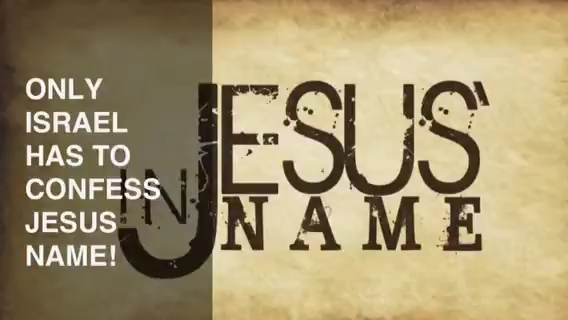 ONLY
ISRAEL
HAS TO
CONFESS
JESUS
NAME!
IN JESUS'
NAME